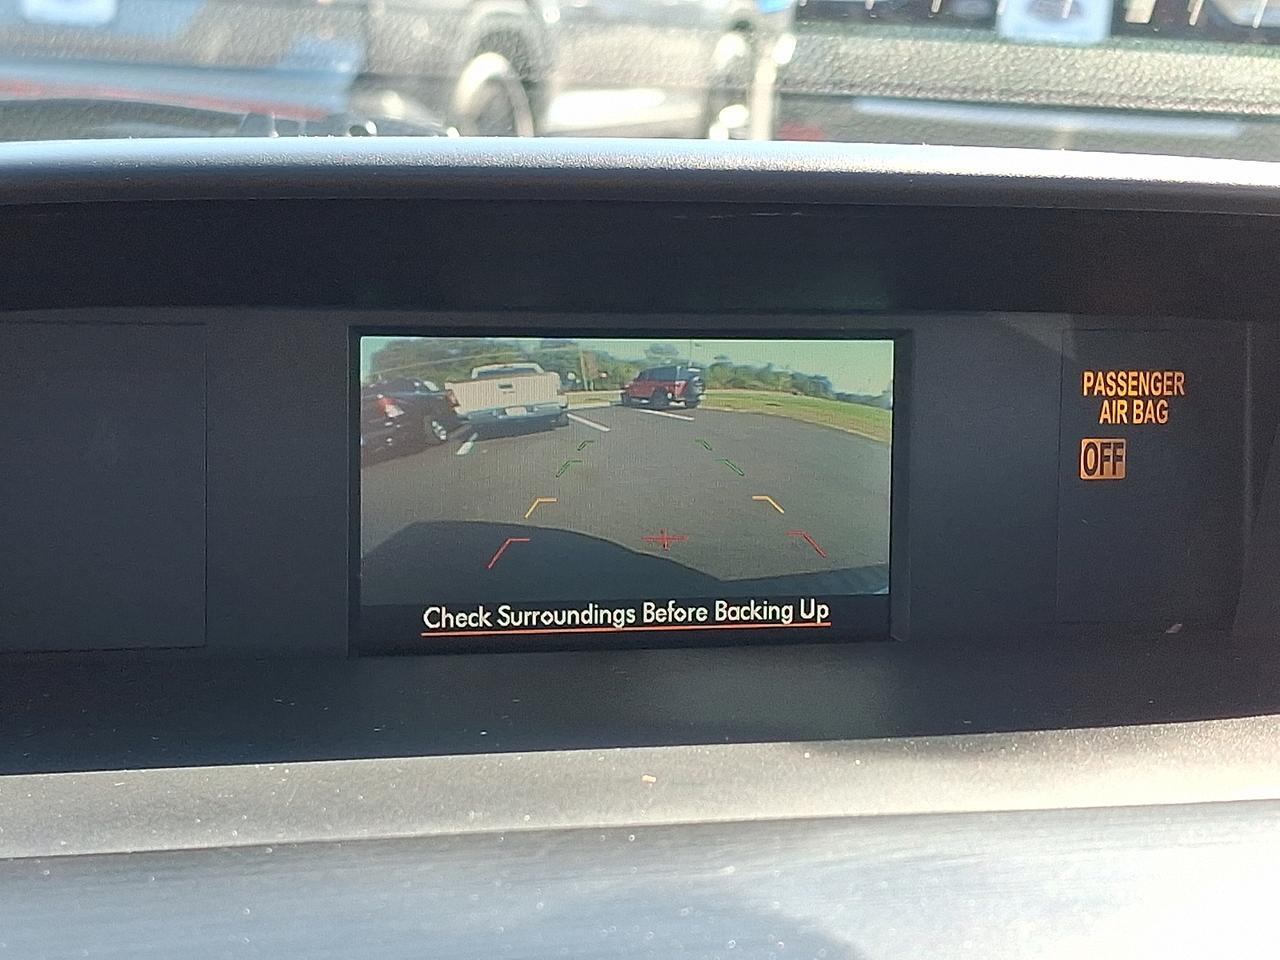 PASSENGER
AIR BAG
OFF
Check Surroundings Before Backing Up